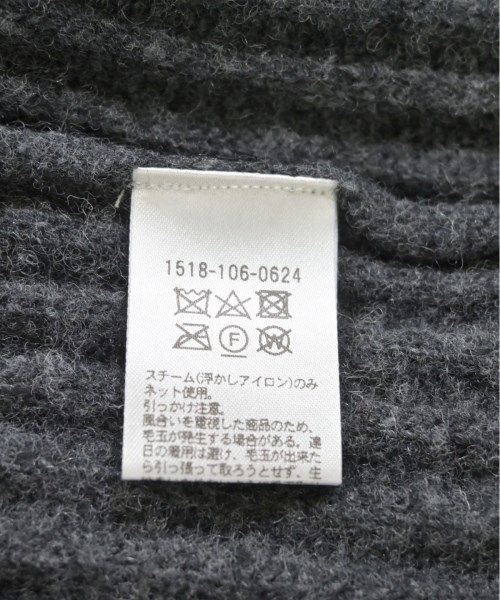 1518-106-0624
F W
スチーム(浮かしアイロン)のみ
ネット使用。
引っかけ注意。
風合いを重視した商品のため、
毛玉が発生する場合がある。連
日の着用は避け、毛玉が出来た
ら引っ張って取ろうとせず、生